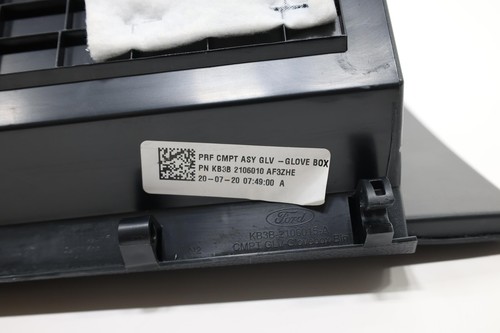 PRF CMPT ASY GLV -GLOVE BOX
PN KB3B 2106010 AF3ZHE
20-07-20 07:49:00 A
Ford